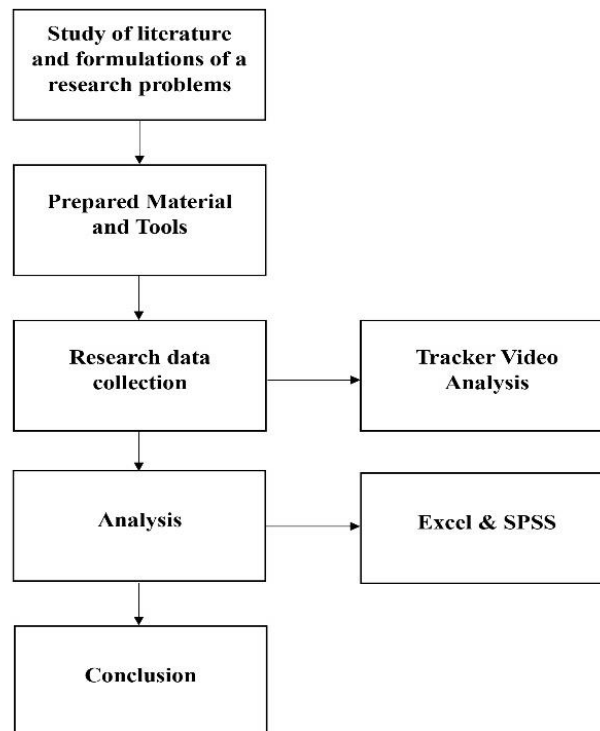 Study of literature
and formulations of a
research problems
Prepared Material
and Tools
Research data
collection
Tracker Video
Analysis
Analysis
Excel & SPSS
Conclusion